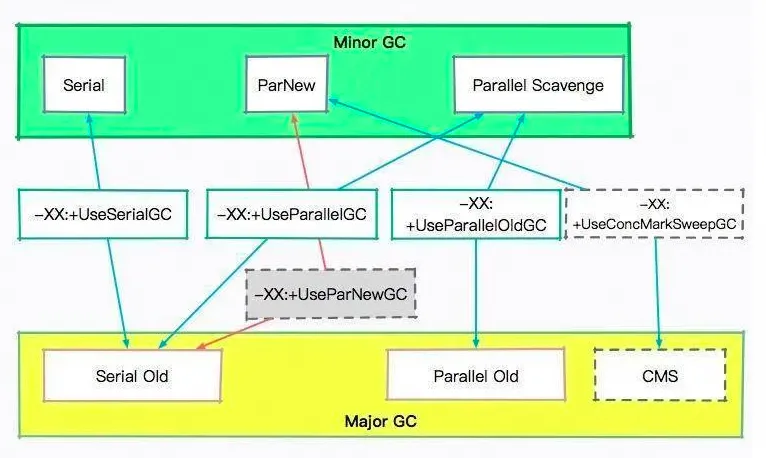 Minor GC
Serial
ParNew
Parallel Scavenge
–XX:+UseSerialGC
–XX:+UseParallelGC
–XX:
+UseParallelOldGC
–XX:
+UseConcMarkSweepGC
–XX:+UseParNewGC
Serial Old
Parallel Old
CMS
Major GC